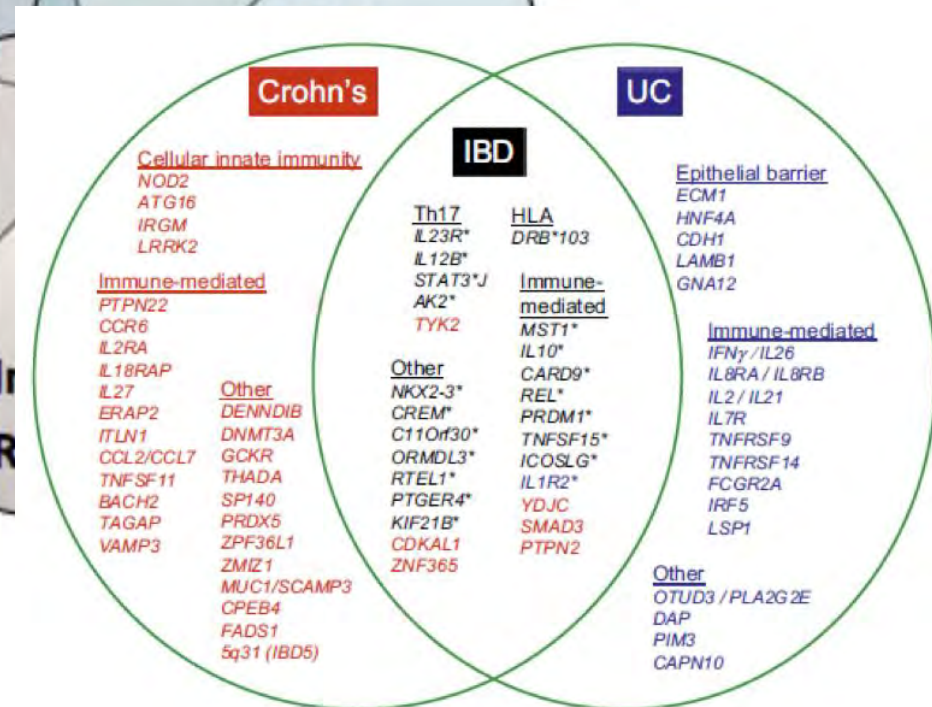 Crohn's
UC
IBD
Cellular innate immunity
NOD2
ATG16
IRGM
LRRK2
Immune-mediated
PTPN22
CCR6
IL2RA
IL18RAP
IL27
ERAP2
ITLN1
CCL2/CCL7
TNFSF11
BACH2
TAGAP
VAMP3
Other
DENNDIB
DNMT3A
GCKR
THADA
SP140
PRDX5
ZPF36L1
ZMIZ1
MUC1/SCAMP3
CPEB4
FADS1
5q31 (IBD5)
Th17
IL23R*
IL12B*
STAT3*J
AK2*
TYK2
Other
NKX2-3*
CREM*
C11Orf30*
ORMDL3*
RTEL1*
PTGER4*
KIF21B*
CDKAL1
ZNF365
HLA
DRB*103
Immune-
mediated
MST1*
IL10*
CARD9*
REL*
PRDM1*
TNFSF15*
ICOSLG*
IL1R2*
YDJC
SMAD3
PTPN2
Epithelial barrier
ECM1
HNF4A
CDH1
LAMB1
GNA12
Immune-mediated
IFNγ / IL26
IL8RA / IL8RB
IL2 / IL21
IL7R
TNFRSF9
TNFRSF14
FCGR2A
IRF5
LSP1
Other
OTUD3 / PLA2G2E
DAP
PIM3
CAPN10